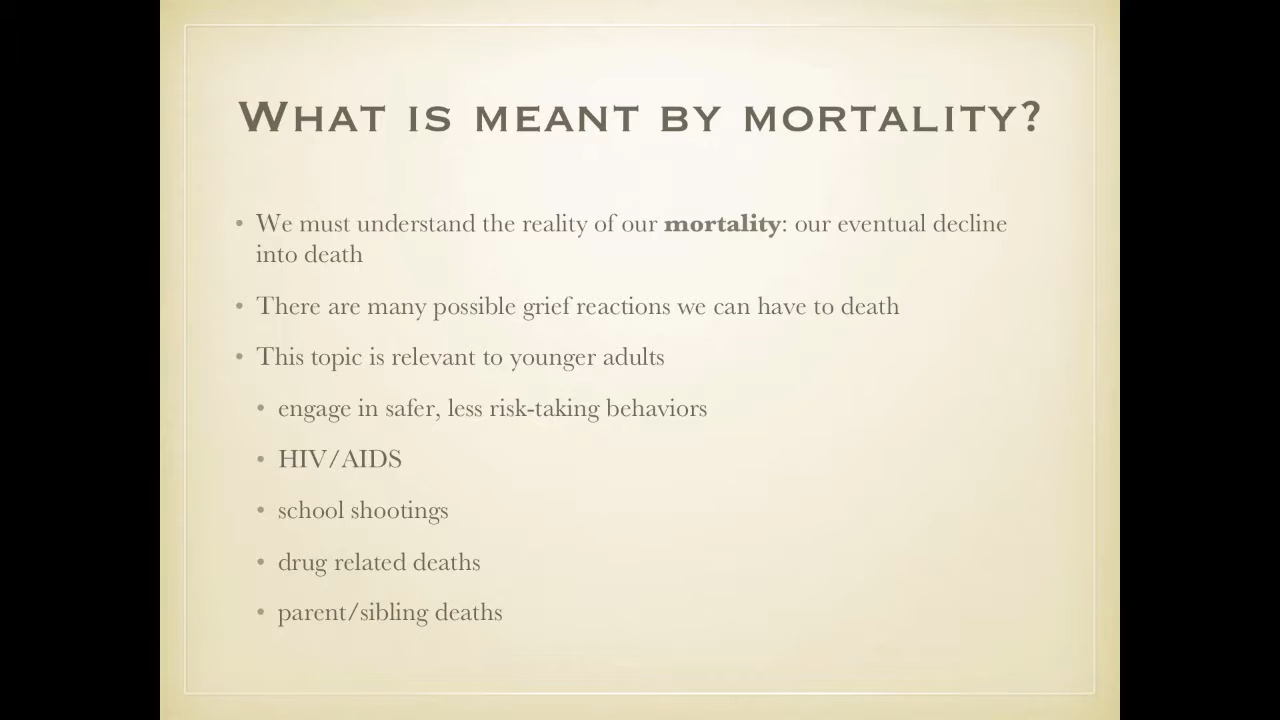 What is meant by mortality?
• We must understand the reality of our mortality: our eventual decline
into death
• There are many possible grief reactions we can have to death
• This topic is relevant to younger adults
• engage in safer, less risk-taking behaviors
• HIV/AIDS
• school shootings
• drug related deaths
• parent/sibling deaths